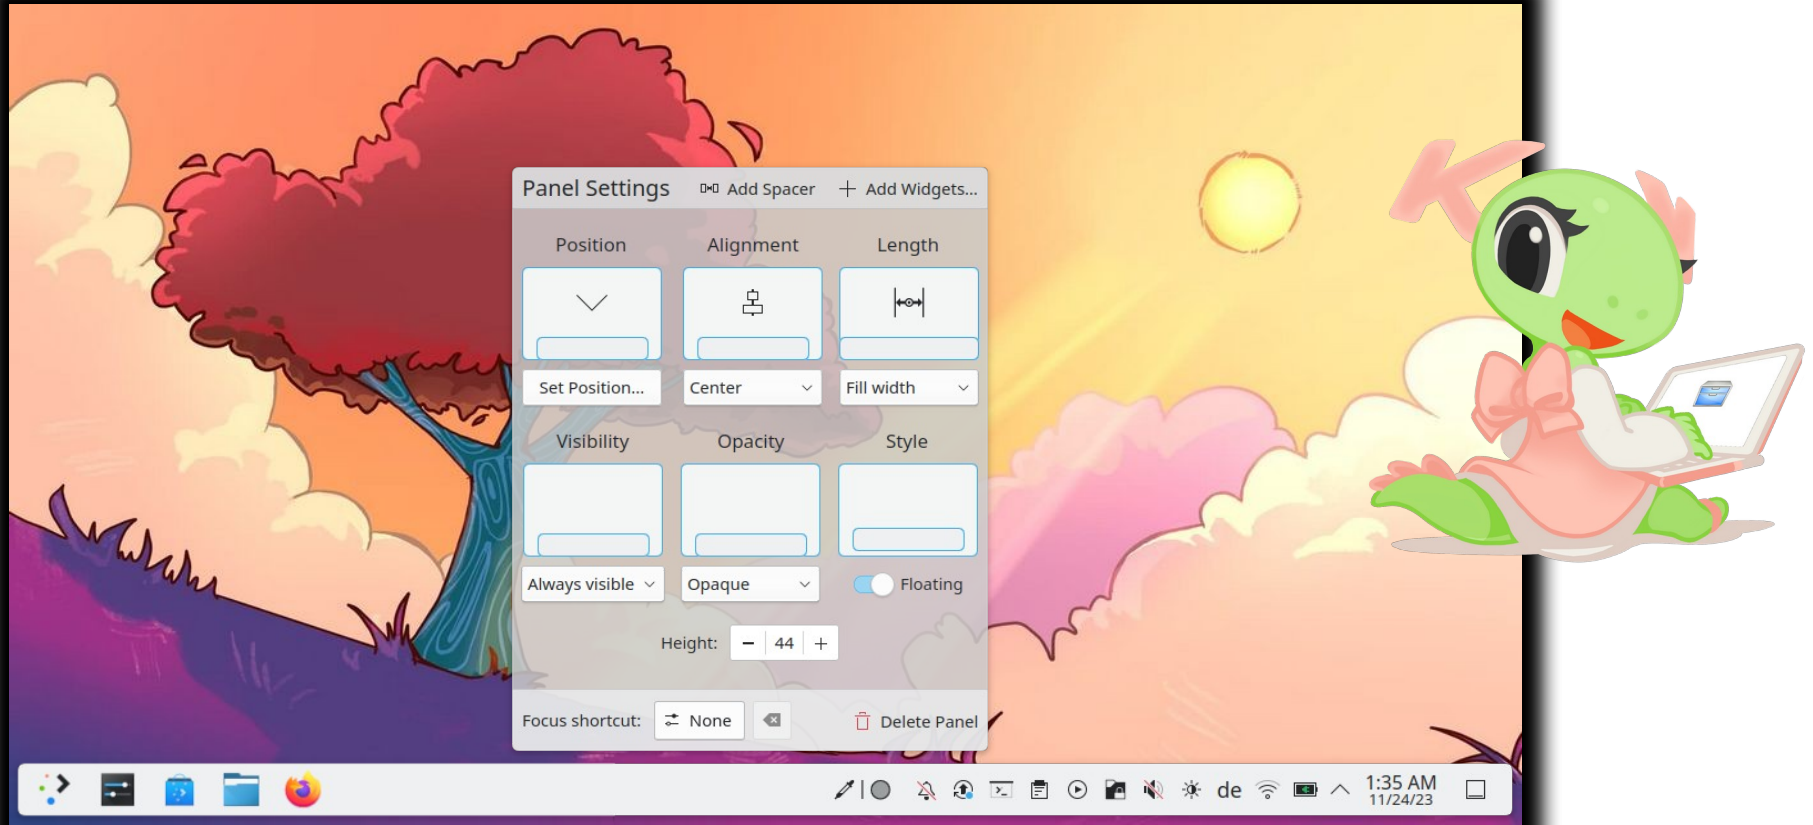 Panel Settings Add Spacer Add Widgets...
Position Alignment Length
Set Position... Center Fill width
Visibility Opacity Style
Always visible Opaque Floating
Height: − 44 +
Focus shortcut: None Delete Panel
de 1:35 AM
11/24/23
K